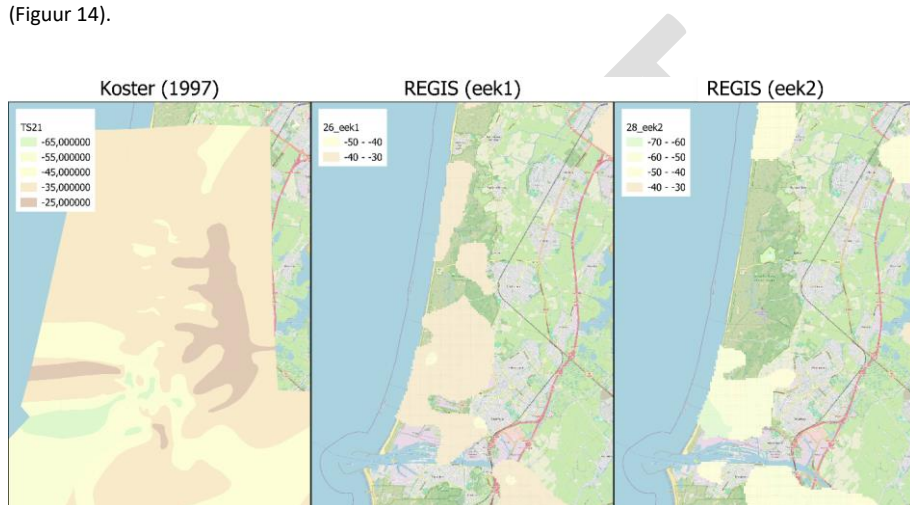 (Figuur 14).
Koster (1997)
REGIS (eek1)
REGIS (eek2)
TS21
-65,000000
-55,000000
-45,000000
-35,000000
-25,000000
26_eek1
-50 - -40
-40 - -30
28_eek2
-70 - -60
-60 - -50
-50 - -40
-40 - -30